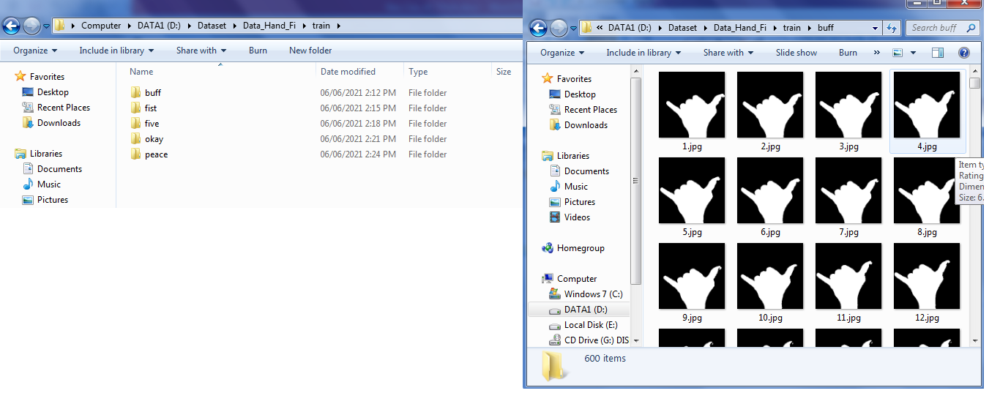 Computer DATA1 (D:) Dataset Data_Hand_Fi train
Organize Include in library Share with Burn New folder
Favorites
Desktop
Recent Places
Downloads
Libraries
Documents
Music
Pictures
Name Date modified Type Size
buff 06/06/2021 2:12 PM File folder
fist 06/06/2021 2:15 PM File folder
five 06/06/2021 2:18 PM File folder
okay 06/06/2021 2:21 PM File folder
peace 06/06/2021 2:24 PM File folder
« DATA1 (D:) Dataset Data_Hand_Fi train buff Search buff
Organize Include in library Share with Slide show Burn »
Favorites
Desktop
Recent Places
Downloads
Libraries
Documents
Music
Pictures
Videos
Homegroup
Computer
Windows 7 (C:)
DATA1 (D:)
Local Disk (E:)
CD Drive (G:) DIS
1.jpg 2.jpg 3.jpg 4.jpg
5.jpg 6.jpg 7.jpg 8.jpg
9.jpg 10.jpg 11.jpg 12.jpg
Item ty
Rating
Dimen
Size: 6.
600 items